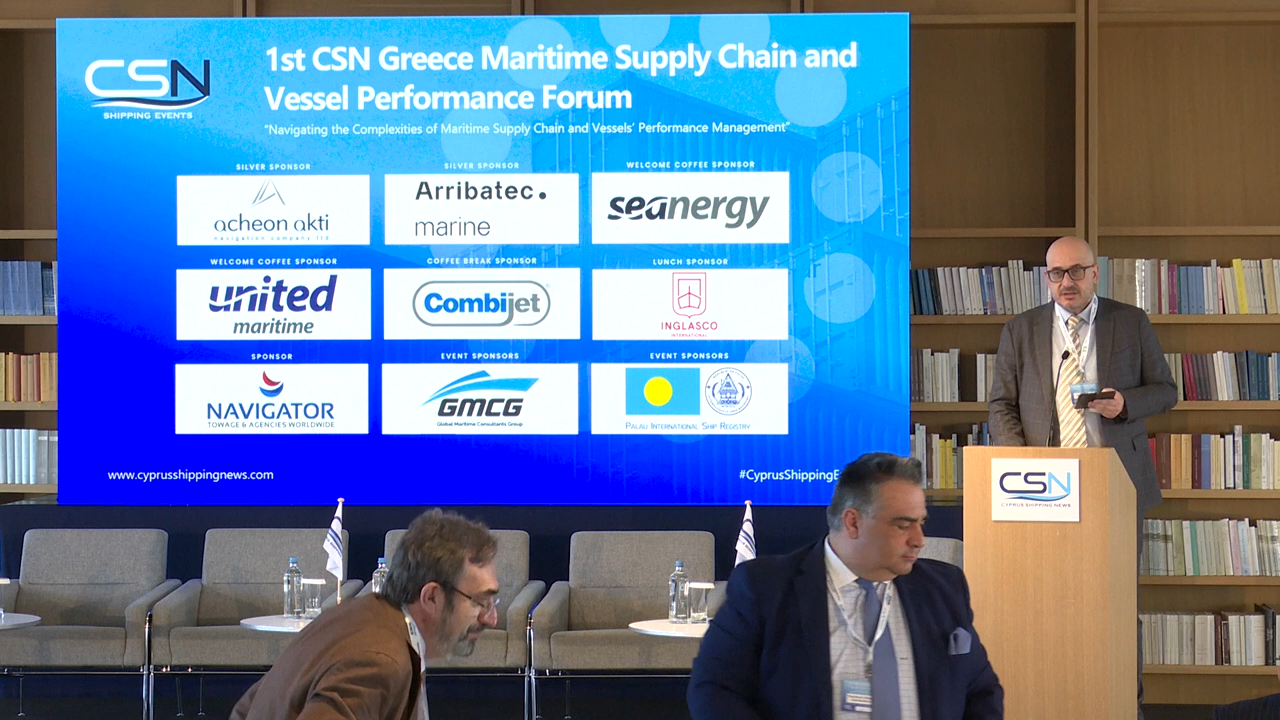 CSN
SHIPPING EVENTS
1st CSN Greece Maritime Supply Chain and
Vessel Performance Forum
"Navigating the Complexities of Maritime Supply Chain and Vessels' Performance Management"
SILVER SPONSOR
acheon akti
navigation company ltd
SILVER SPONSOR
Arribatec.
marine
WELCOME COFFEE SPONSOR
seanergy
WELCOME COFFEE SPONSOR
united
maritime
COFFEE BREAK SPONSOR
Combijet
LUNCH SPONSOR
INGLASCO
INTERNATIONAL
SPONSOR
NAVIGATOR
TOWAGE & AGENCIES WORLDWIDE
EVENT SPONSORS
GMCG
Global Maritime Consultants Group
EVENT SPONSORS
PALAU INTERNATIONAL SHIP REGISTRY
www.cyprusshippingnews.com
#CyprusShippingE
CSN
CYPRUS SHIPPING NEWS